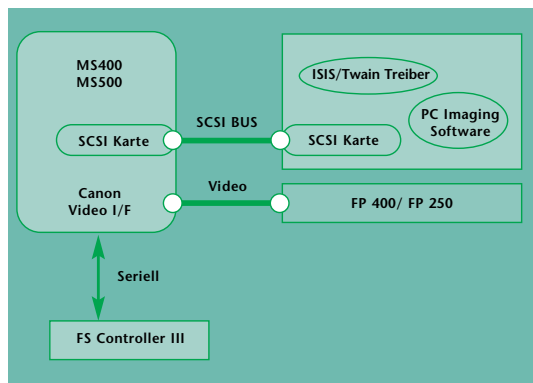 MS400
MS500
ISIS/Twain Treiber
PC Imaging
Software
SCSI BUS
SCSI Karte
SCSI Karte
Canon
Video I/F
Video
FP 400/ FP 250
Seriell
FS Controller III